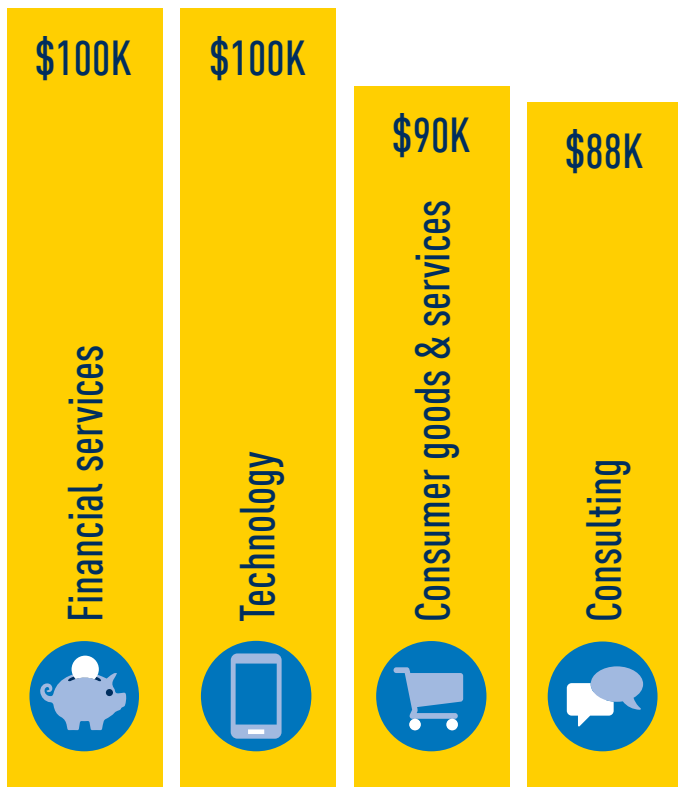 $100K
Financial services
$100K
Technology
$90K
Consumer goods & services
$88K
Consulting